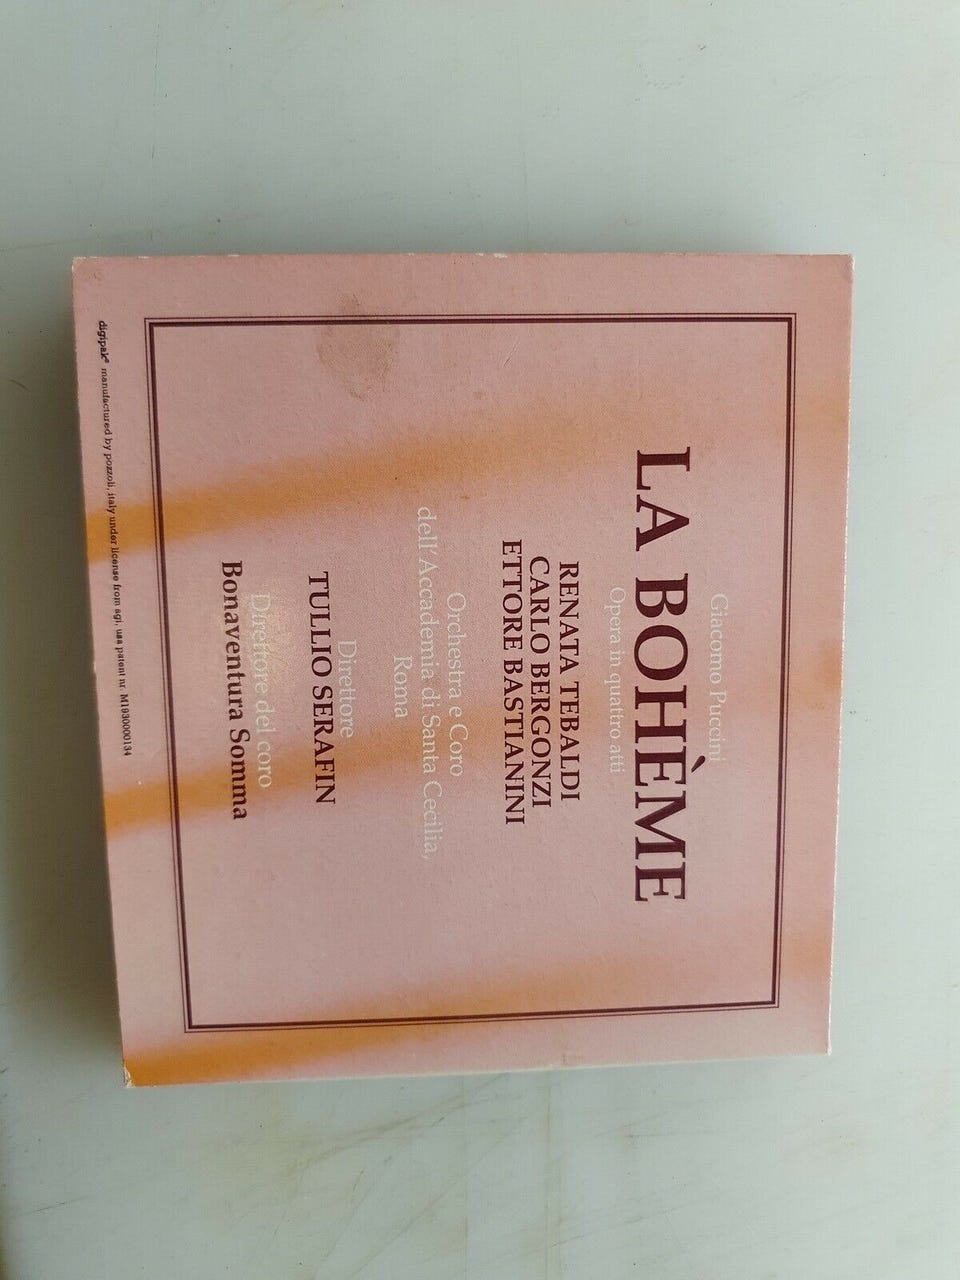 Giacomo Puccini
LA BOHÈME
Opera in quattro atti
RENATA TEBALDI
CARLO BERGONZI
ETTORE BASTIANINI
Orchestra e Coro
dell'Accademia di Santa Cecilia,
Roma
Direttore
TULLIO SERAFIN
Direttore del coro
Bonaventura Somma
digipak® manufactured by pozzoli, italy under license from agi, usa patent nr. M1930000134